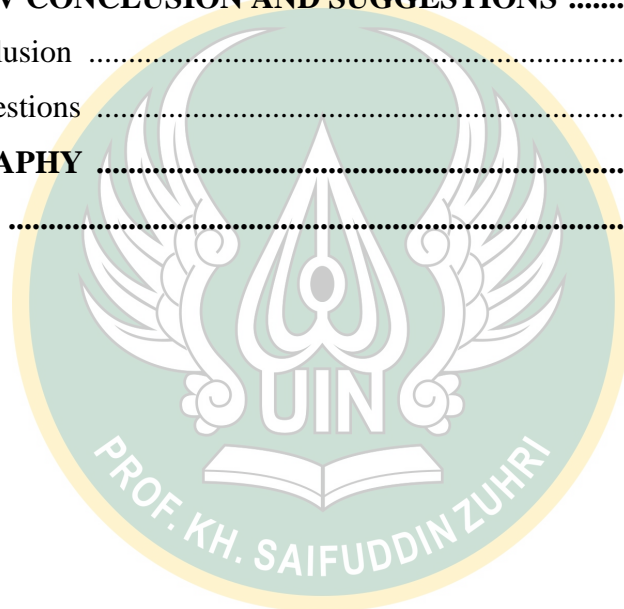 V CONCLUSION AND SUGGESTIONS .......
lusion ................................................................................
estions ...............................................................................
APHY ...............................................................................
...............................................................................................
UIN
PROF. KH. SAIFUDDIN ZUHRI